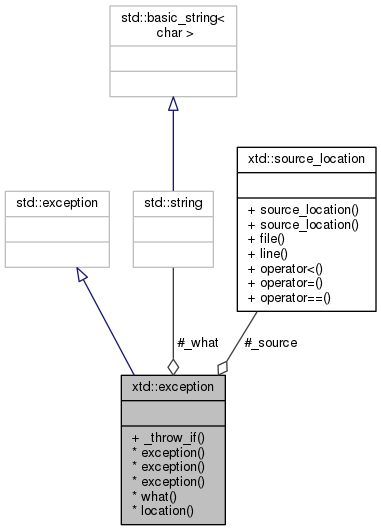 std::basic_string<
char >
xtd::source_location
+ source_location()
+ source_location()
+ file()
+ line()
+ operator<()
+ operator=()
+ operator==()
std::exception
std::string
#_what
#_source
xtd::exception
+ _throw_if()
* exception()
* exception()
* exception()
* what()
* location()